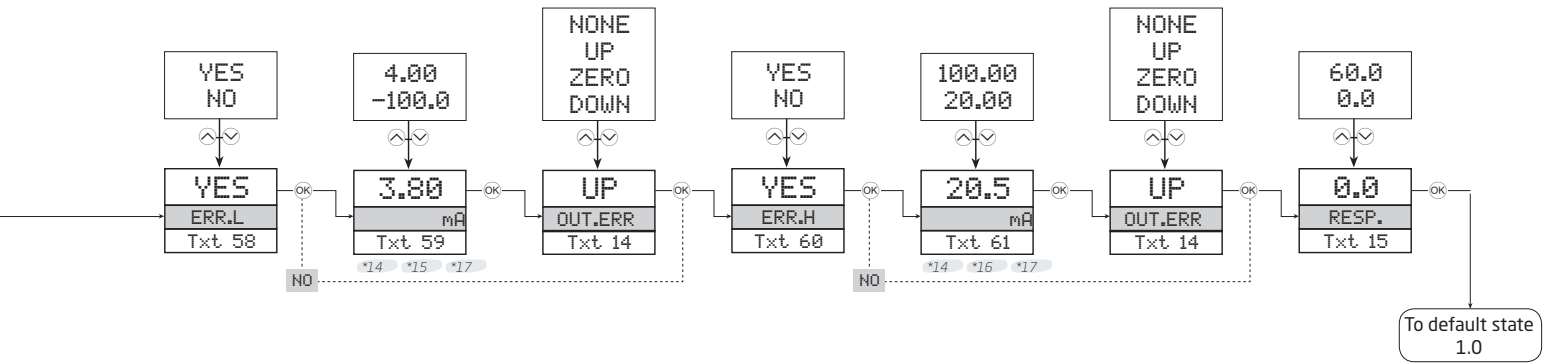 YES
NO
YES
ERR.L
Txt 58
OK
NO
4.00
-100.0
3.80
mA
Txt 59
*14 *15 *17
OK
NONE
UP
ZERO
DOWN
UP
OUT.ERR
Txt 14
OK
YES
NO
YES
ERR.H
Txt 60
OK
NO
100.00
20.00
20.5
mA
Txt 61
*14 *16 *17
OK
NONE
UP
ZERO
DOWN
UP
OUT.ERR
Txt 14
OK
60.0
0.0
0.0
RESP.
Txt 15
OK
To default state
1.0